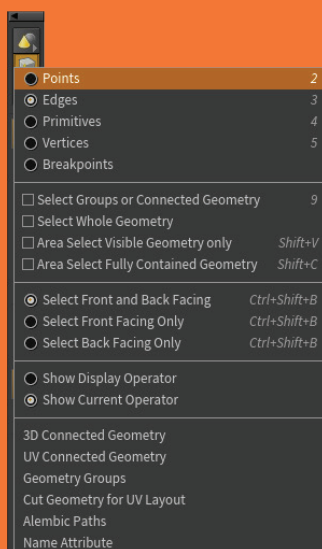 Points 2
Edges 3
Primitives 4
Vertices 5
Breakpoints
Select Groups or Connected Geometry 9
Select Whole Geometry
Area Select Visible Geometry only Shift+V
Area Select Fully Contained Geometry Shift+C
Select Front and Back Facing Ctrl+Shift+B
Select Front Facing Only Ctrl+Shift+B
Select Back Facing Only Ctrl+Shift+B
Show Display Operator
Show Current Operator
3D Connected Geometry
UV Connected Geometry
Geometry Groups
Cut Geometry for UV Layout
Alembic Paths
Name Attribute